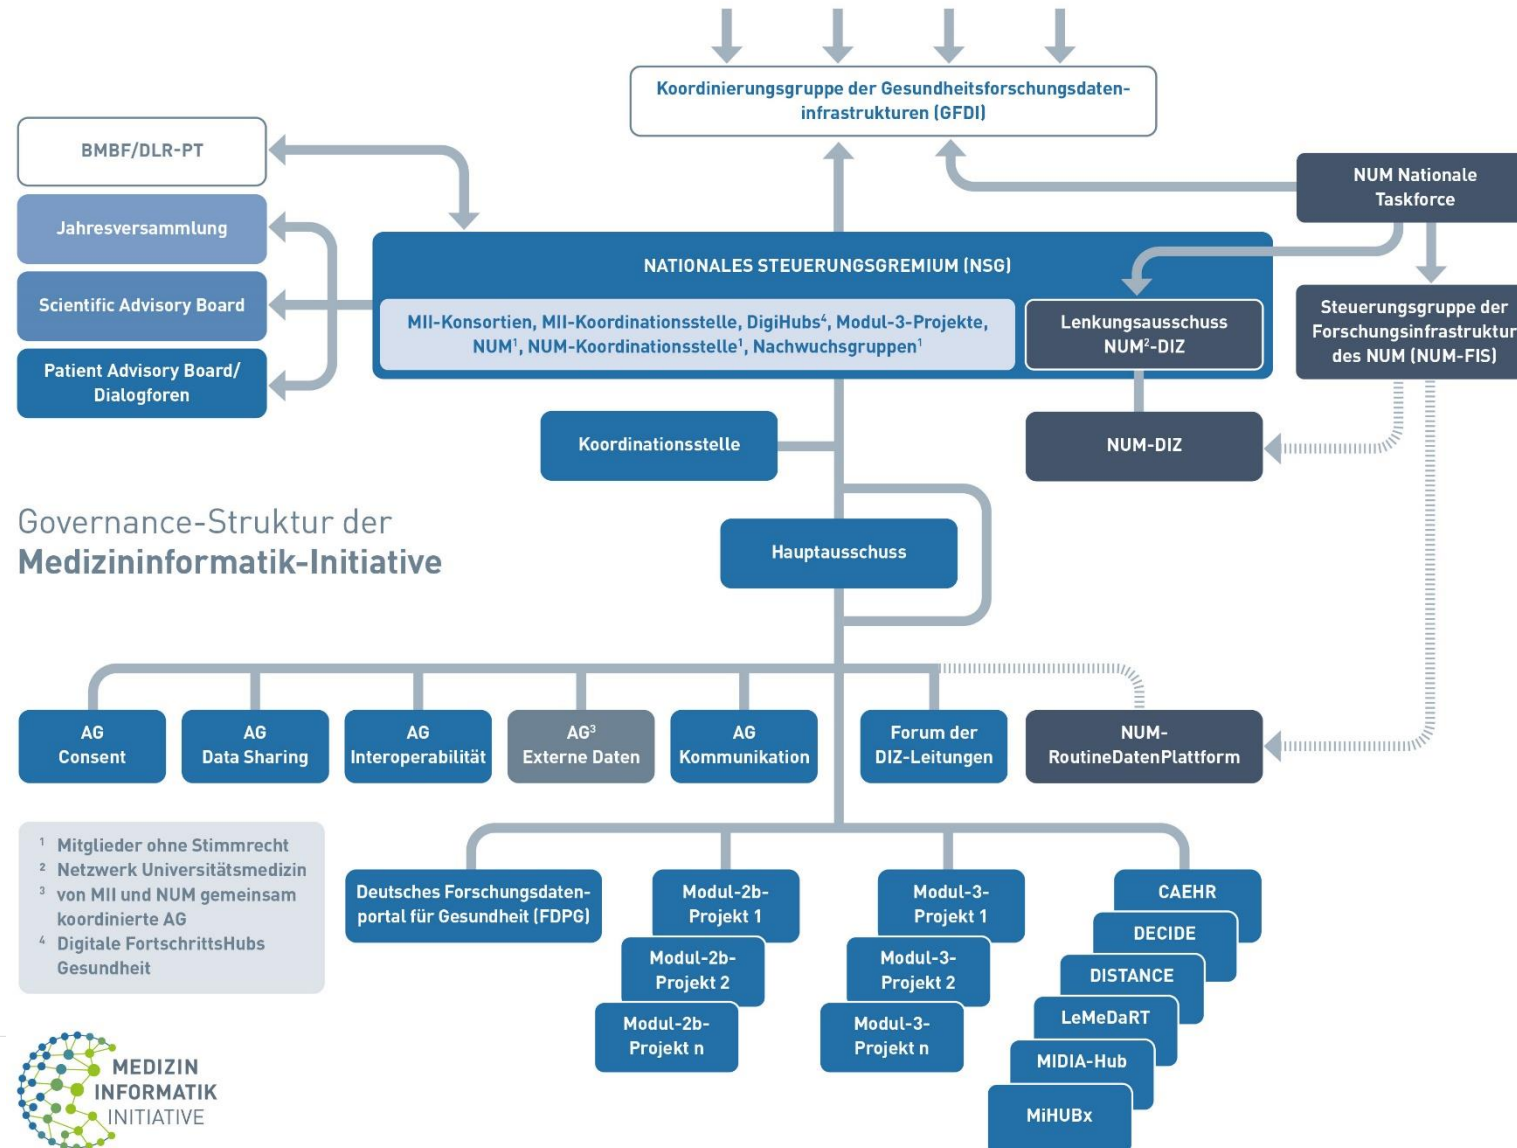 Koordinierungsgruppe der Gesundheitsforschungsdaten-
infrastrukturen (GFDI)
BMBF/DLR-PT
Jahresversammlung
Scientific Advisory Board
Patient Advisory Board/
Dialogforen
NUM Nationale
Taskforce
NATIONALES STEUERUNGSGREMIUM (NSG)
MII-Konsortien, MII-Koordinationsstelle, DigiHubs⁴, Modul-3-Projekte,
NUM¹, NUM-Koordinationsstelle¹, Nachwuchsgruppen¹
Lenkungsausschuss
NUM²-DIZ
Steuerungsgruppe der
Forschungsinfrastruktur
des NUM (NUM-FIS)
Koordinationsstelle
NUM-DIZ
Governance-Struktur der
Medizininformatik-Initiative
Hauptausschuss
AG
Consent
AG
Data Sharing
AG
Interoperabilität
AG³
Externe Daten
AG
Kommunikation
Forum der
DIZ-Leitungen
NUM-
RoutineDatenPlattform
¹ Mitglieder ohne Stimmrecht
² Netzwerk Universitätsmedizin
³ von MII und NUM gemeinsam
koordinierte AG
⁴ Digitale FortschrittsHubs
Gesundheit
Deutsches Forschungsdaten-
portal für Gesundheit (FDPG)
Modul-2b-
Projekt 1
Modul-2b-
Projekt 2
Modul-2b-
Projekt n
Modul-3-
Projekt 1
Modul-3-
Projekt 2
Modul-3-
Projekt n
CAEHR
DECIDE
DISTANCE
LeMeDaRT
MIDIA-Hub
MiHUBx
MEDIZIN
INFORMATIK
INITIATIVE